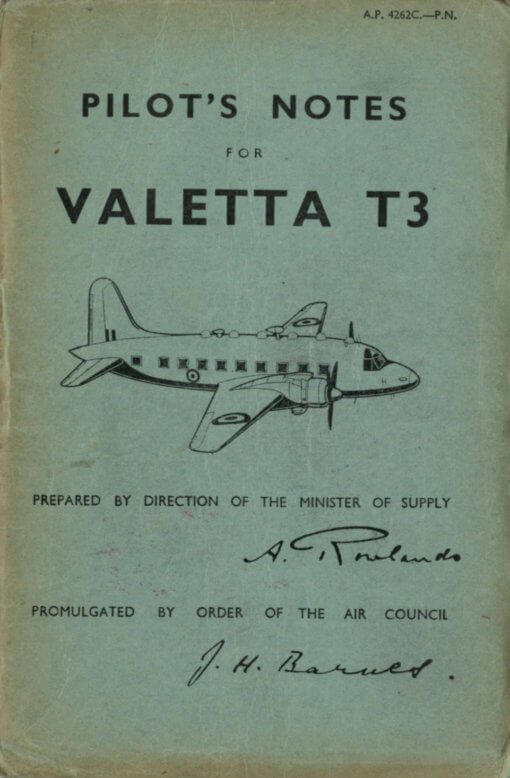 A.P. 4262C.—P.N.
PILOT'S NOTES
FOR
VALETTA T3
PREPARED BY DIRECTION OF THE MINISTER OF SUPPLY
A. Rowlands
PROMULGATED BY ORDER OF THE AIR COUNCIL
J. H. Barnes.